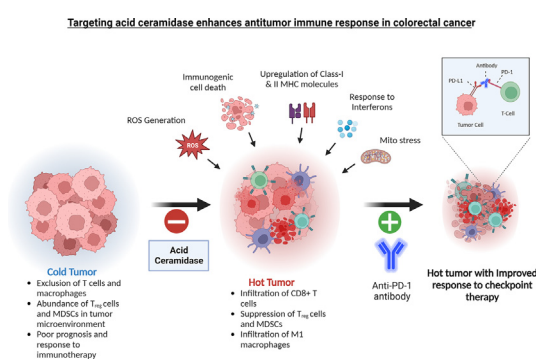 Targeting acid ceramidase enhances antitumor immune response in colorectal cancer
Immunogenic
cell death
Upregulation of Class-I
& II MHC molecules
Response to
Interferons
ROS Generation
ROS
Mito stress
Antibody
PD-L1
PD-1
Tumor Cell
T-Cell
Acid
Ceramidase
Cold Tumor
• Exclusion of T cells and
macrophages
• Abundance of Treg cells
and MDSCs in tumor
microenvironment
• Poor prognosis and
response to
immunotherapy
Hot Tumor
• Infiltration of CD8+ T
cells
• Suppression of Treg cells
and MDSCs
• Infiltration of M1
macrophages
Anti-PD-1
antibody
Hot tumor with Improved
response to checkpoint
therapy